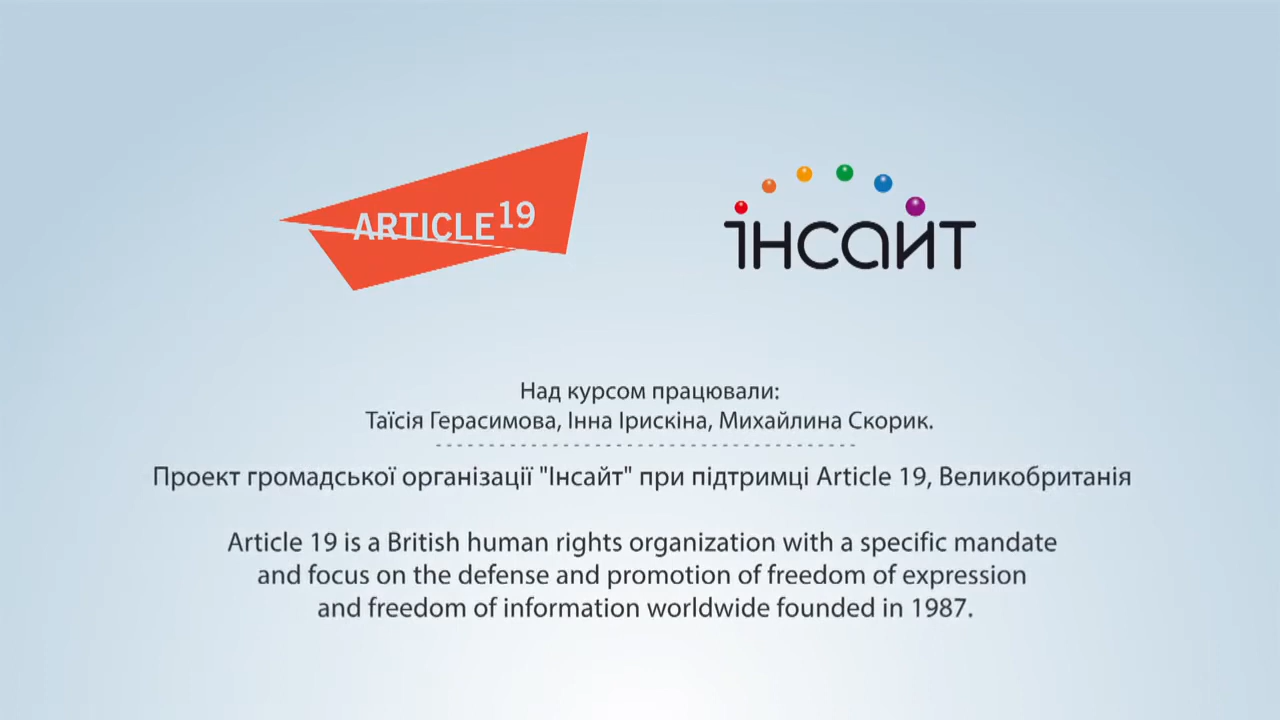 ARTICLE 19
інсайт
Над курсом працювали:
Таїсія Герасимова, Інна Ірискіна, Михайлина Скорик.
Проект громадської організації "Інсайт" при підтримці Article 19, Великобританія
Article 19 is a British human rights organization with a specific mandate
and focus on the defense and promotion of freedom of expression
and freedom of information worldwide founded in 1987.